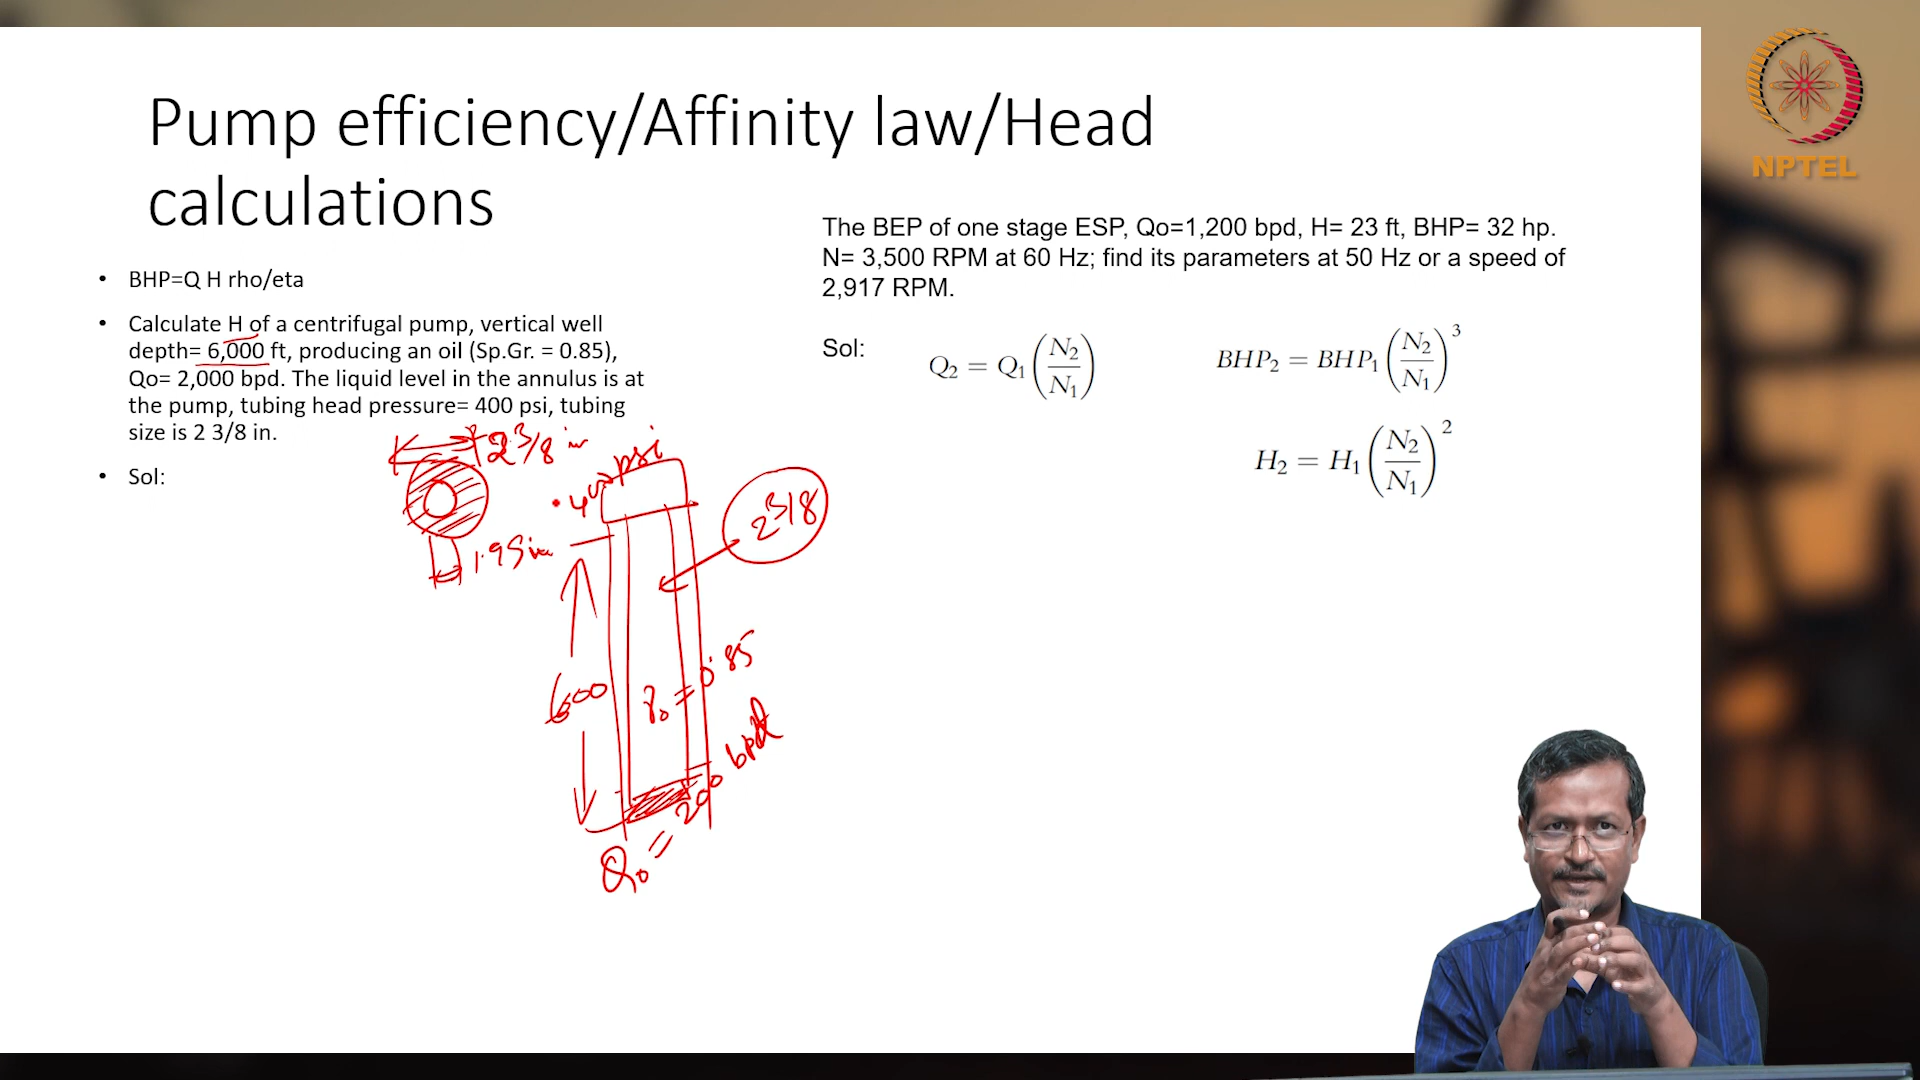 Pump efficiency/Affinity law/Head
calculations
• BHP=Q H rho/eta
• Calculate H of a centrifugal pump, vertical well
depth= 6,000 ft, producing an oil (Sp.Gr. = 0.85),
Qo= 2,000 bpd. The liquid level in the annulus is at
the pump, tubing head pressure= 400 psi, tubing
size is 2 3/8 in.
• Sol:
2 3/8 in
400 psi
2 3/8
1.95 in
γo = 0.85
bpd
Qo =
The BEP of one stage ESP, Qo=1,200 bpd, H= 23 ft, BHP= 32 hp.
N= 3,500 RPM at 60 Hz; find its parameters at 50 Hz or a speed of
2,917 RPM.
Sol:
Q₂ = Q₁ (N₂/N₁)
BHP₂ = BHP₁ (N₂/N₁)³
H₂ = H₁ (N₂/N₁)²
NPTEL